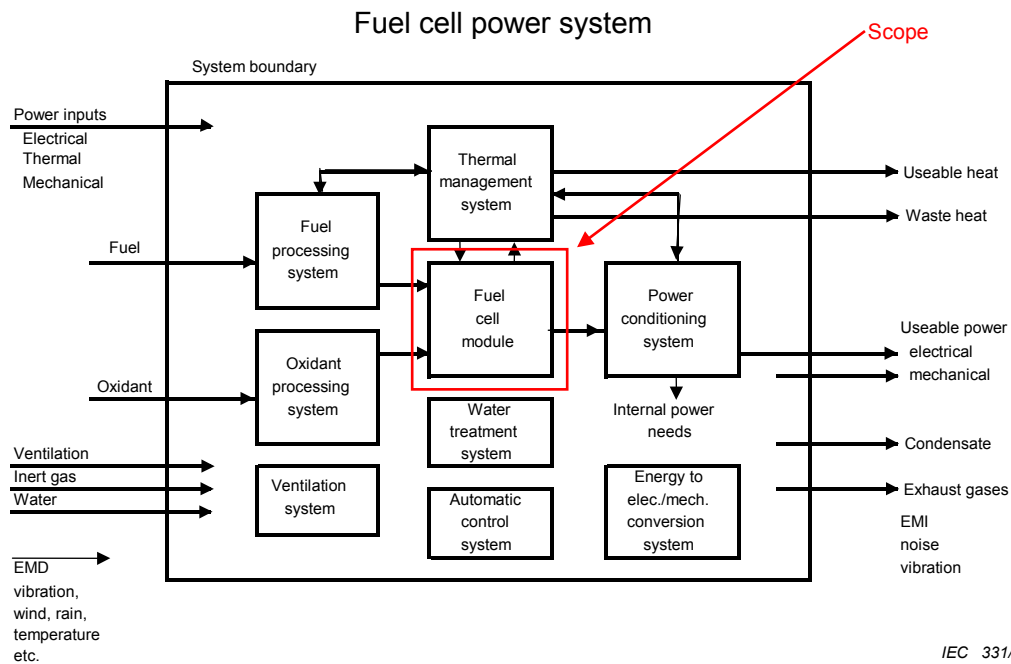 Fuel cell power system
Scope
System boundary
Power inputs
Electrical
Thermal
Mechanical
Thermal
management
system
Useable heat
Waste heat
Fuel
Fuel
processing
system
Fuel
cell
module
Power
conditioning
system
Useable power
electrical
mechanical
Oxidant
Oxidant
processing
system
Water
treatment
system
Internal power
needs
Condensate
Ventilation
Inert gas
Water
Ventilation
system
Automatic
control
system
Energy to
elec./mech.
conversion
system
Exhaust gases
EMI
noise
vibration
EMD
vibration,
wind, rain,
temperature
etc.
IEC 331/